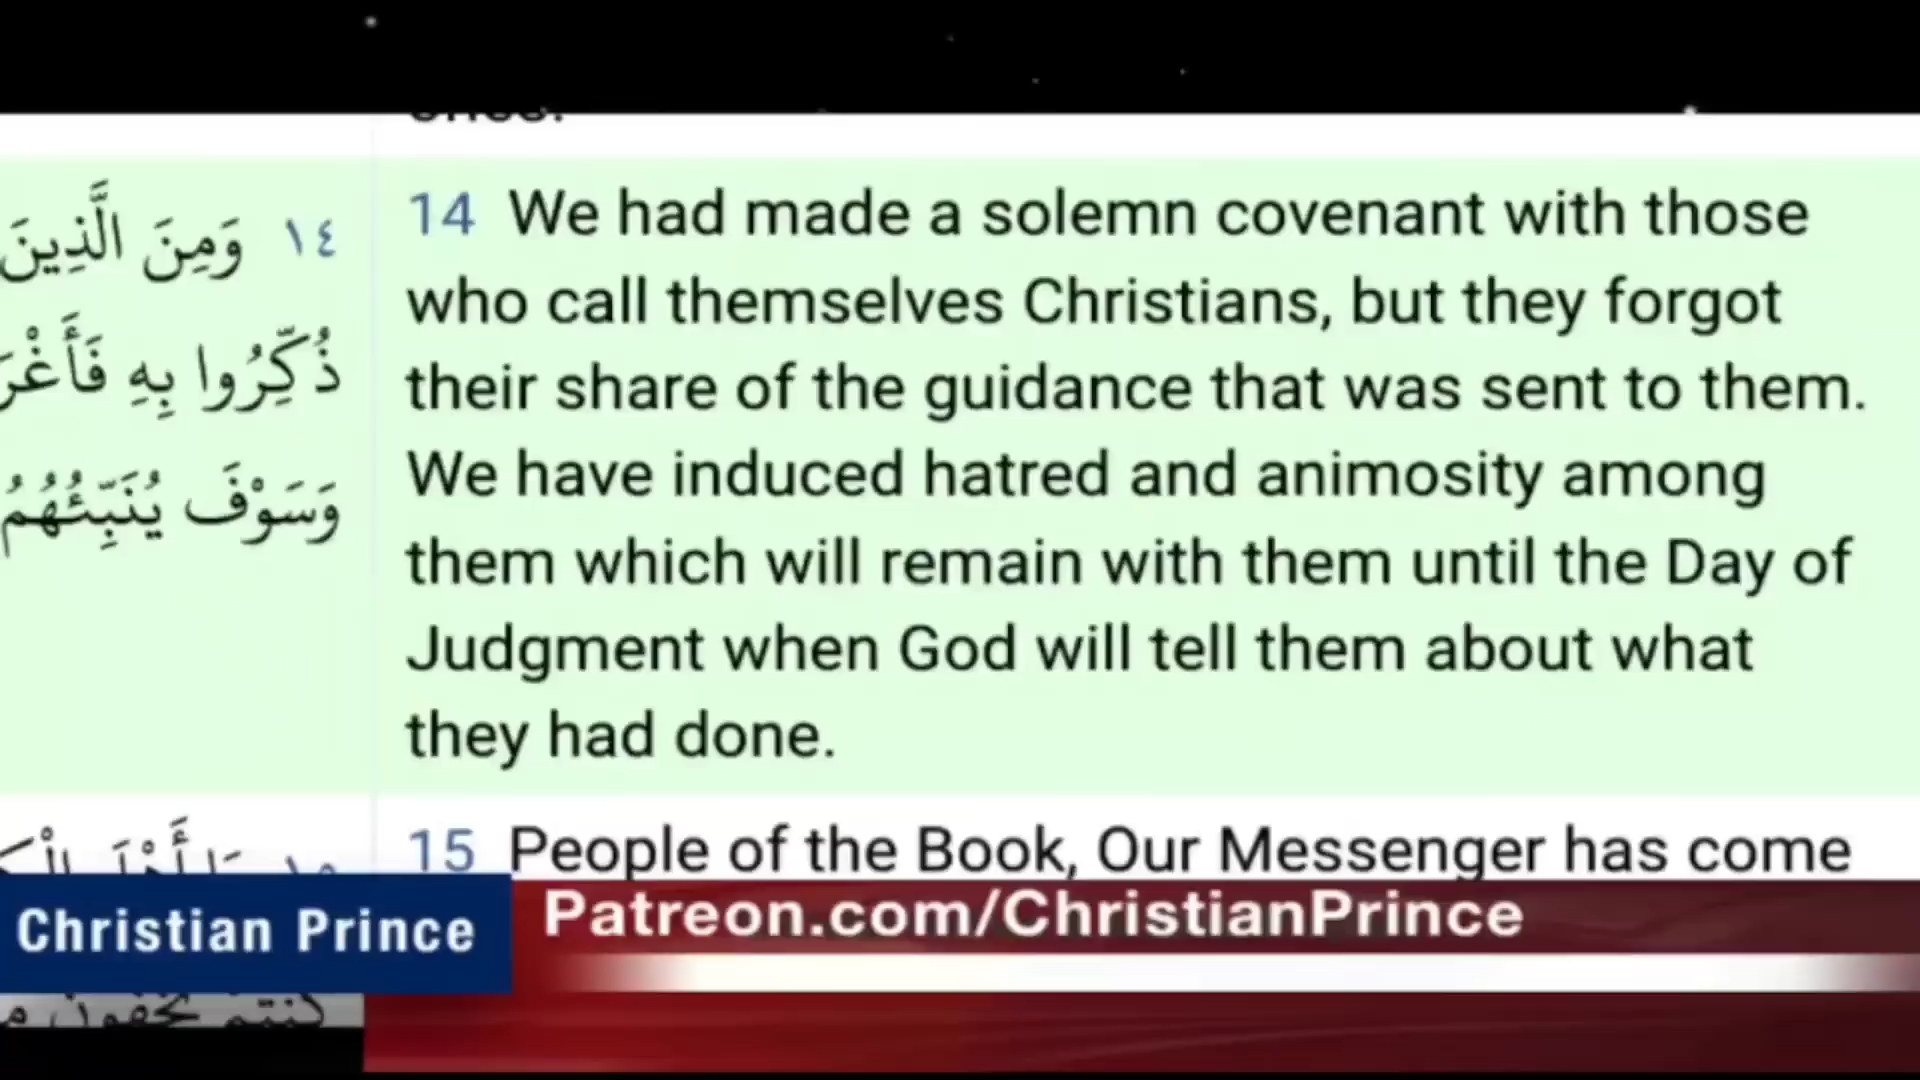 ١٤ وَمِنَ الَّذِينَ
ذُكِّرُوا بِهِ
وَسَوْفَ يُنَبِّئُهُمُ
14 We had made a solemn covenant with those
who call themselves Christians, but they forgot
their share of the guidance that was sent to them.
We have induced hatred and animosity among
them which will remain with them until the Day of
Judgment when God will tell them about what
they had done.
15 People of the Book, Our Messenger has come
Christian Prince
Patreon.com/ChristianPrince